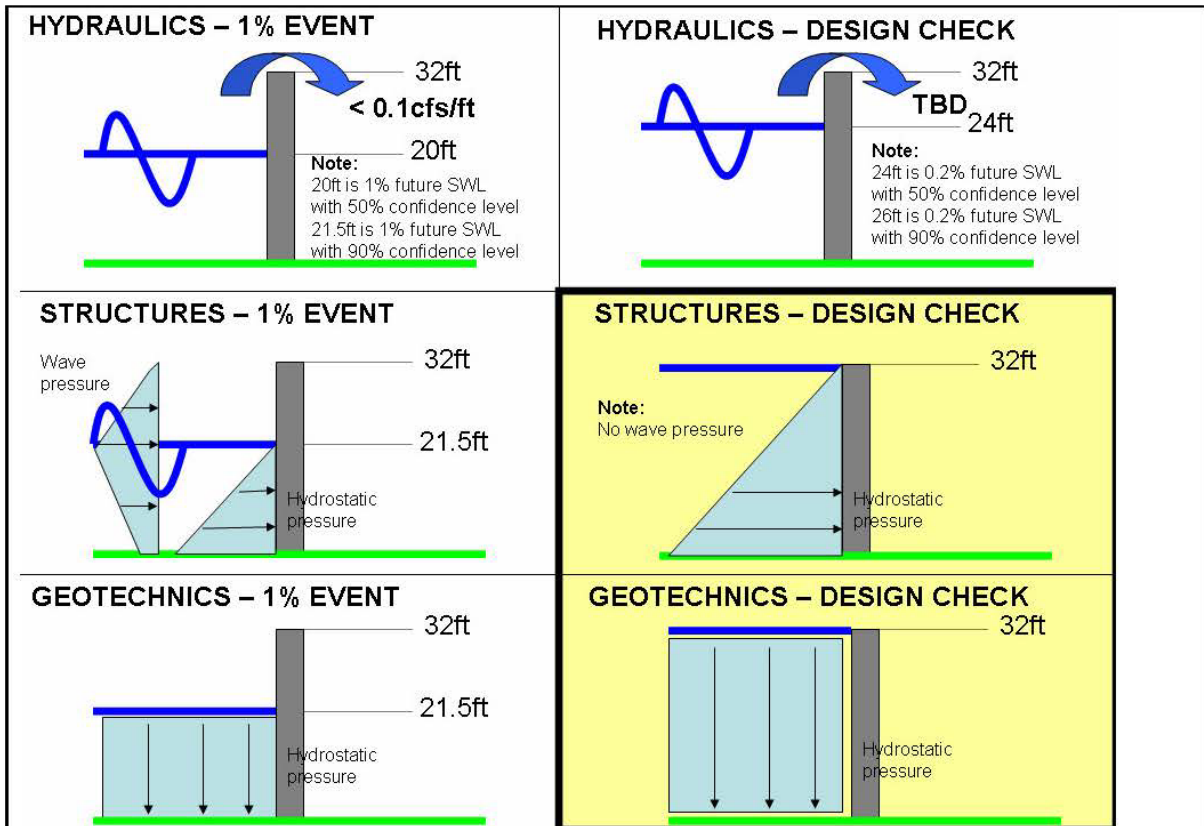 HYDRAULICS – 1% EVENT
32ft
< 0.1cfs/ft
20ft
Note:
20ft is 1% future SWL
with 50% confidence level
21.5ft is 1% future SWL
with 90% confidence level
HYDRAULICS – DESIGN CHECK
32ft
TBD
24ft
Note:
24ft is 0.2% future SWL
with 50% confidence level
26ft is 0.2% future SWL
with 90% confidence level
STRUCTURES – 1% EVENT
Wave
pressure
32ft
21.5ft
Hydrostatic
pressure
STRUCTURES – DESIGN CHECK
32ft
Note:
No wave pressure
Hydrostatic
pressure
GEOTECHNICS – 1% EVENT
32ft
21.5ft
Hydrostatic
pressure
GEOTECHNICS – DESIGN CHECK
32ft
Hydrostatic
pressure